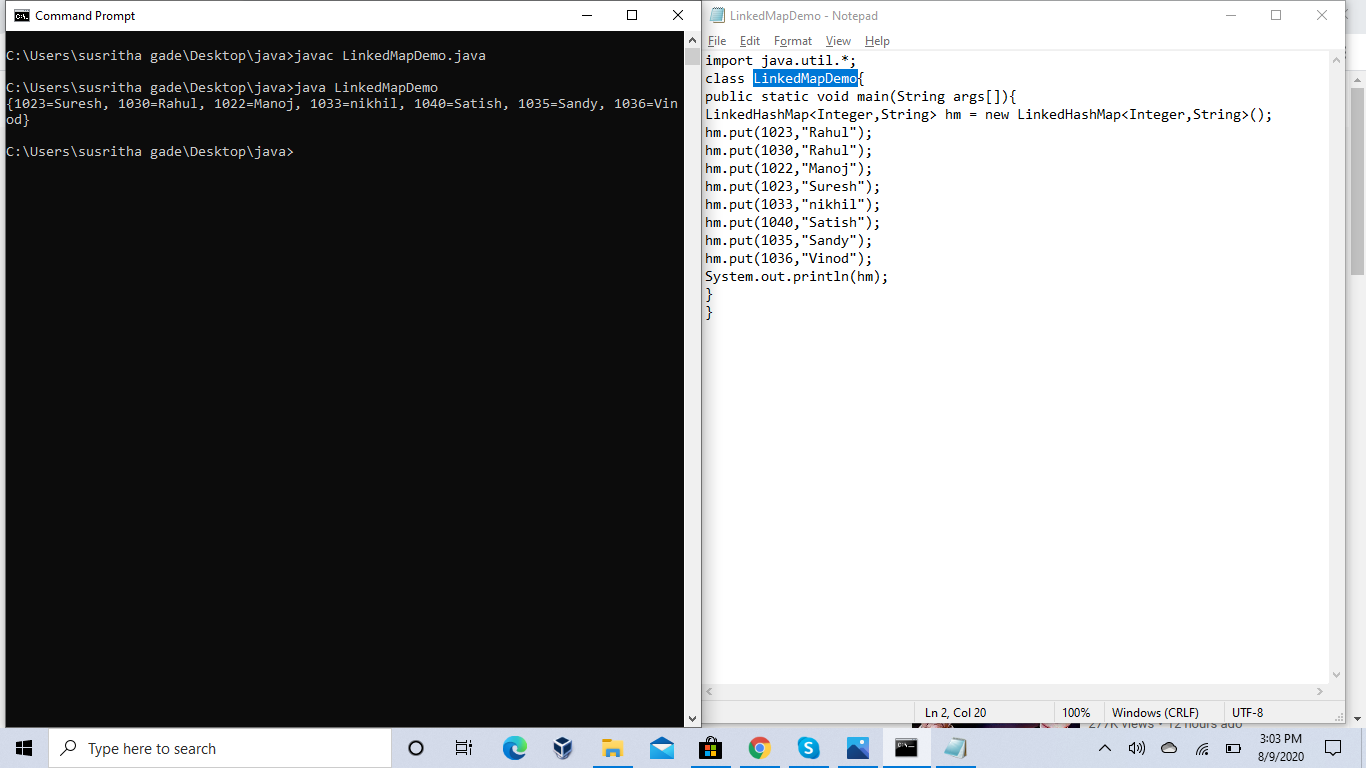 Command Prompt
C:\Users\susritha gade\Desktop\java>javac LinkedMapDemo.java
C:\Users\susritha gade\Desktop\java>java LinkedMapDemo
{1023=Suresh, 1030=Rahul, 1022=Manoj, 1033=nikhil, 1040=Satish, 1035=Sandy, 1036=Vin
od}
C:\Users\susritha gade\Desktop\java>
LinkedMapDemo - Notepad
File Edit Format View Help
import java.util.*;
class LinkedMapDemo{
public static void main(String args[]){
LinkedHashMap<Integer,String> hm = new LinkedHashMap<Integer,String>();
hm.put(1023,"Rahul");
hm.put(1030,"Rahul");
hm.put(1022,"Manoj");
hm.put(1023,"Suresh");
hm.put(1033,"nikhil");
hm.put(1040,"Satish");
hm.put(1035,"Sandy");
hm.put(1036,"Vinod");
System.out.println(hm);
}
}
Ln 2, Col 20 100% Windows (CRLF) UTF-8
277K views • 12 hours ago
Type here to search
3:03 PM
8/9/2020